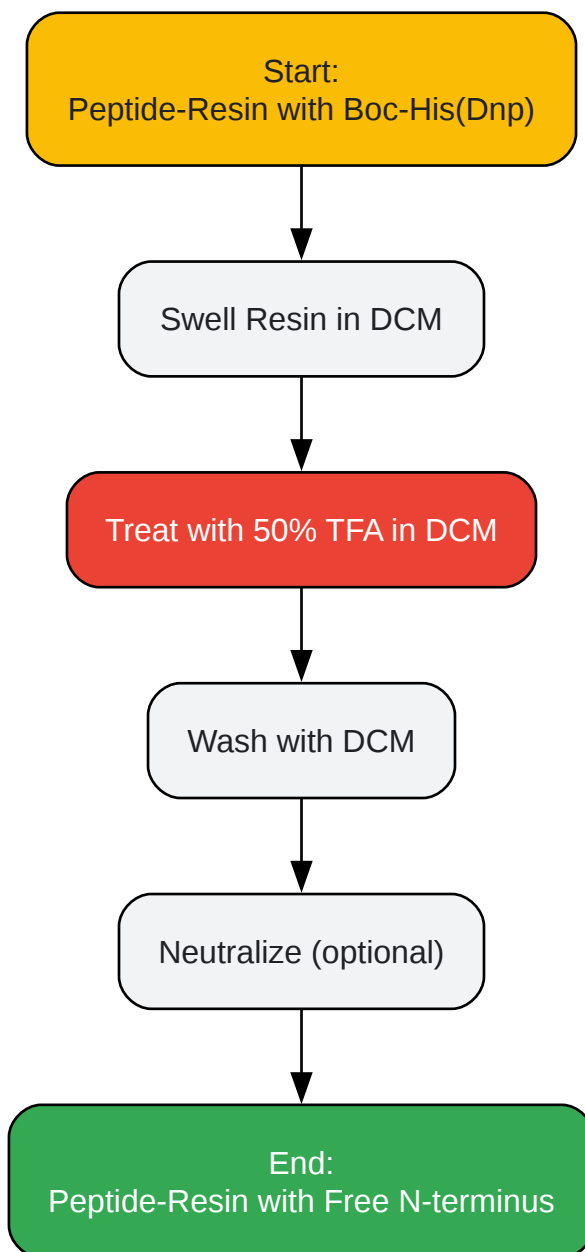 Start:
Peptide-Resin with Boc-His(Dnp)
Swell Resin in DCM
Treat with 50% TFA in DCM
Wash with DCM
Neutralize (optional)
End:
Peptide-Resin with Free N-terminus